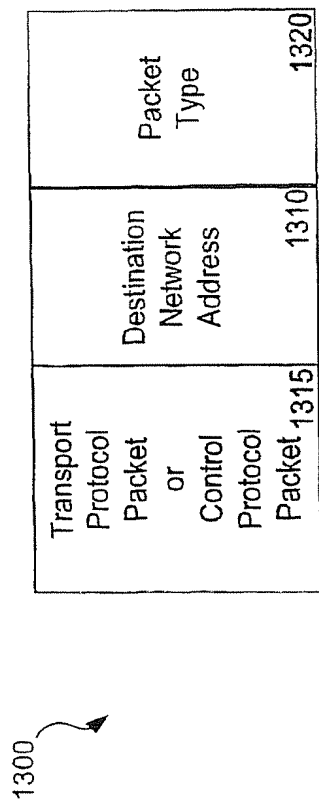 1300
Transport
Protocol
Packet
or
Control
Protocol
Packet
1315
Destination
Network
Address
1310
Packet
Type
1320